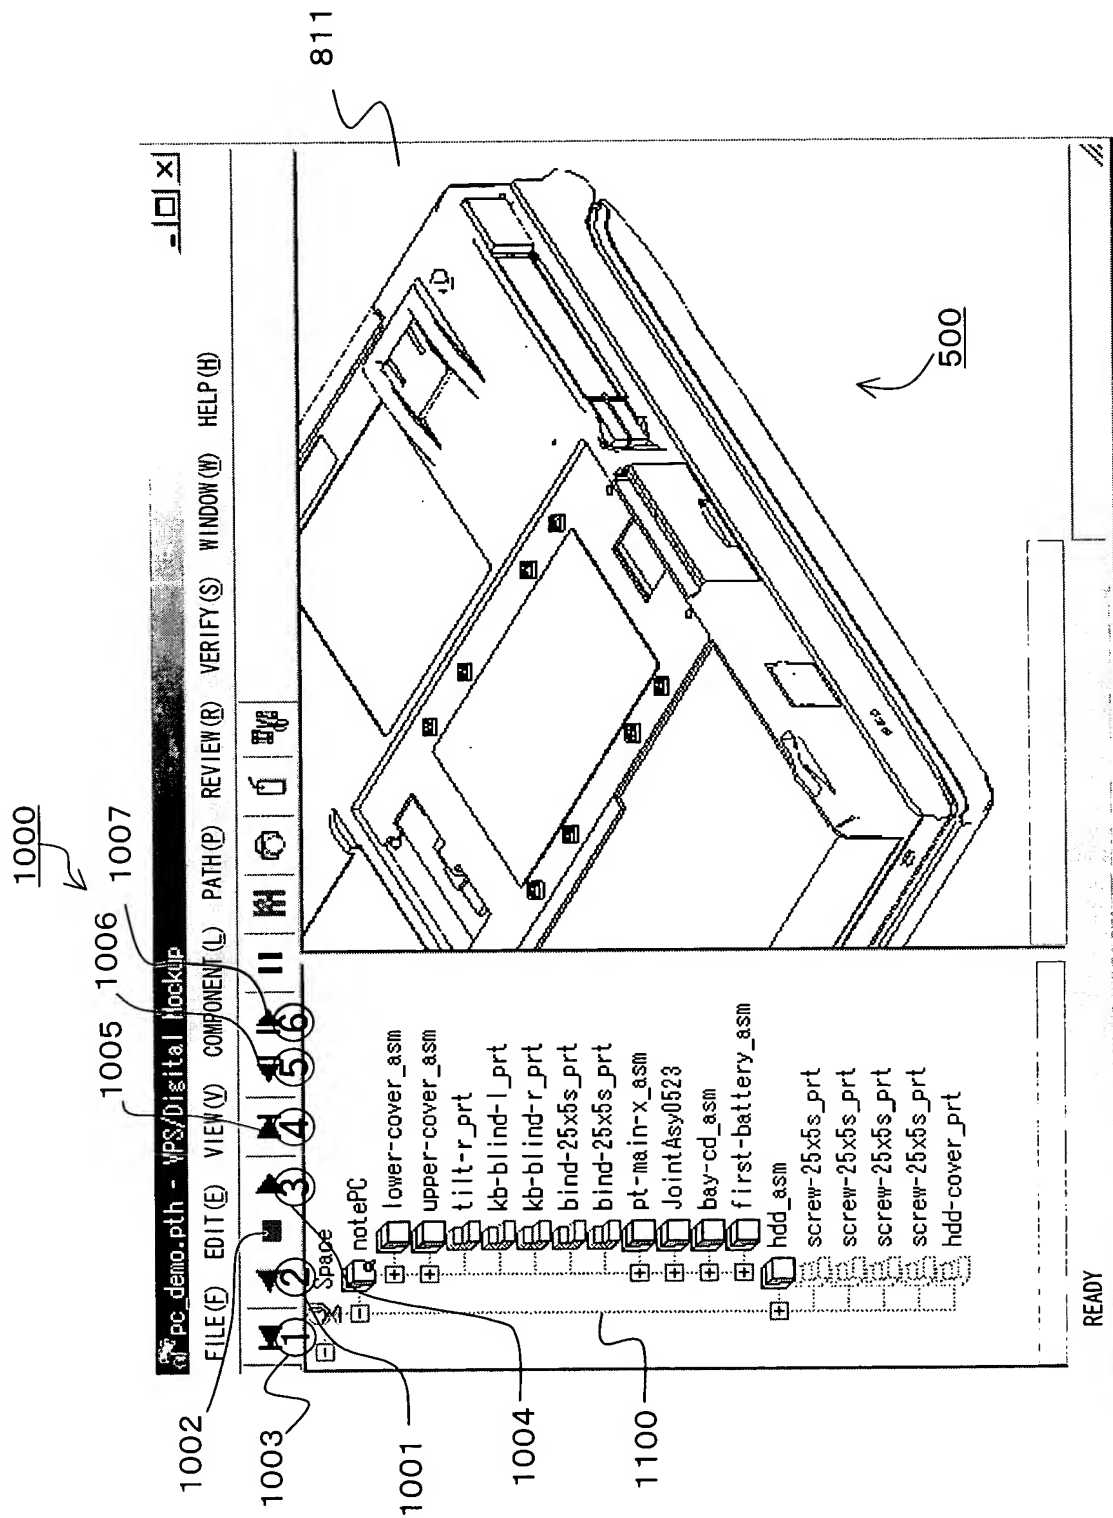 1000
pc_demo.pth - VPS/Digital Mockup
FILE(F) EDIT(E) VIEW(V) COMPONENT(L) PATH(P) REVIEW(R) VERIFY(S) WINDOW(W) HELP(H)
1002
1003
1001
1004
1005
1006
1007
1 2 3 4 5 6
Space
notePC
lower-cover_asm
upper-cover_asm
tilt-r_prt
kb-blind-l_prt
kb-blind-r_prt
bind-25x5s_prt
bind-25x5s_prt
pt-main-x_asm
JointAsy0523
bay-cd_asm
first-battery_asm
hdd_asm
screw-25x5s_prt
screw-25x5s_prt
screw-25x5s_prt
screw-25x5s_prt
hdd-cover_prt
1100
811
500
READY